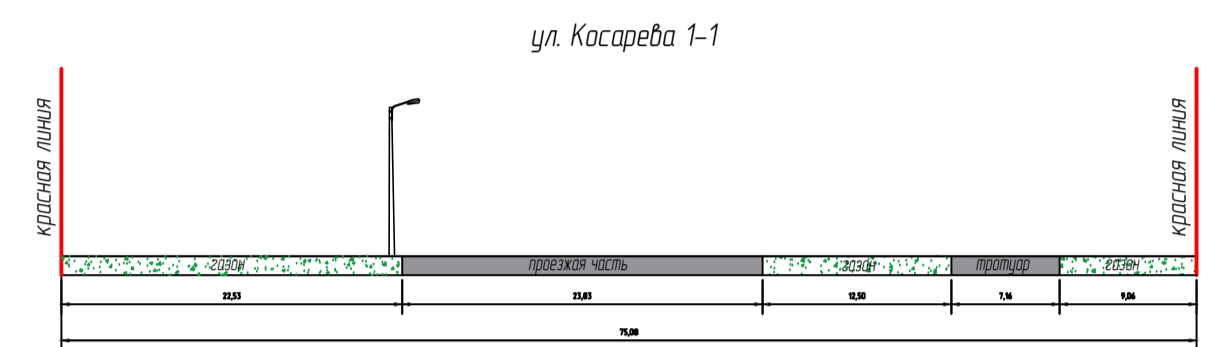 ул. Косарева 1-1
красная линия
красная линия
газон проезжая часть газон тротуар газон
22,53 23,83 12,50 7,16 9,06
75,08